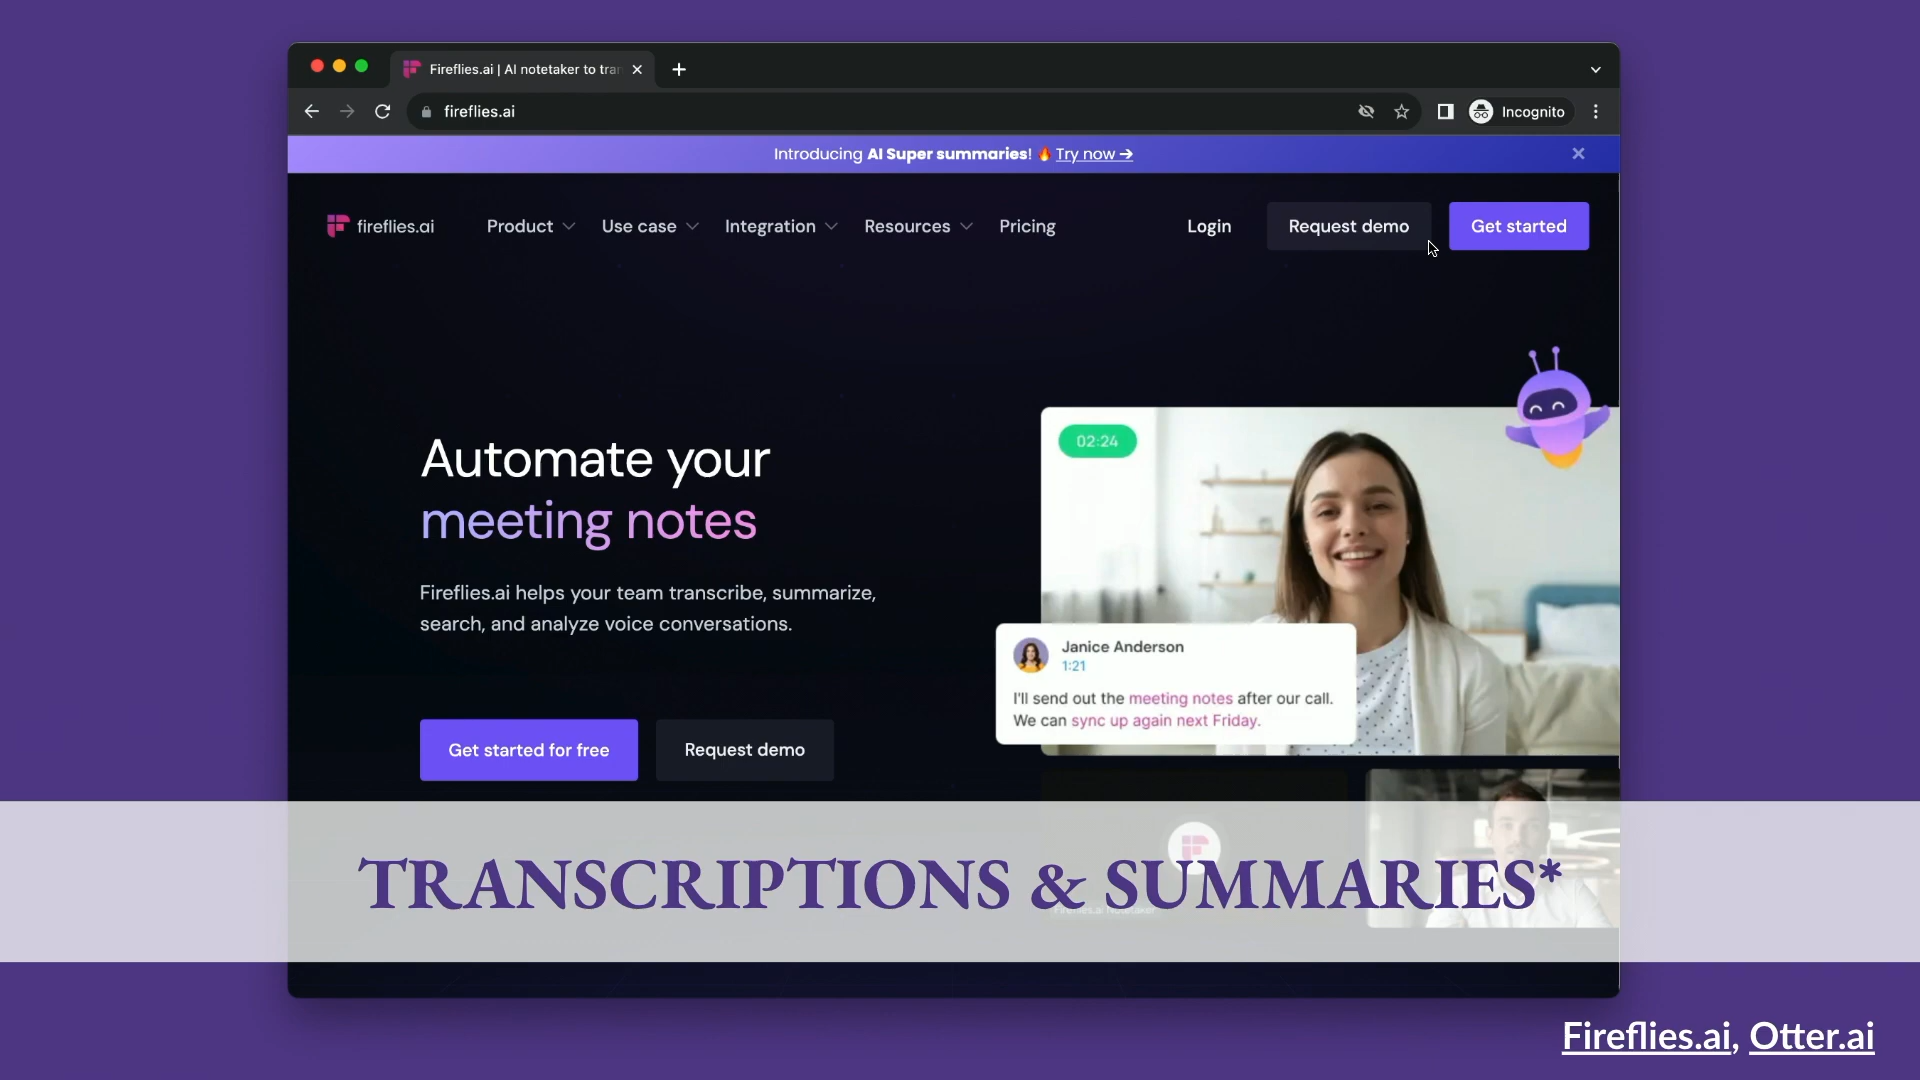 Fireflies.ai | AI notetaker to tra
fireflies.ai
Incognito
Introducing AI Super summaries! 🔥 Try now →
fireflies.ai
Product
Use case
Integration
Resources
Pricing
Login
Request demo
Get started
Automate your
meeting notes
Fireflies.ai helps your team transcribe, summarize,
search, and analyze voice conversations.
Get started for free
Request demo
02:24
Janice Anderson
1:21
I'll send out the meeting notes after our call.
We can sync up again next Friday.
TRANSCRIPTIONS & SUMMARIES*
Fireflies.ai Notetaker
Fireflies.ai, Otter.ai